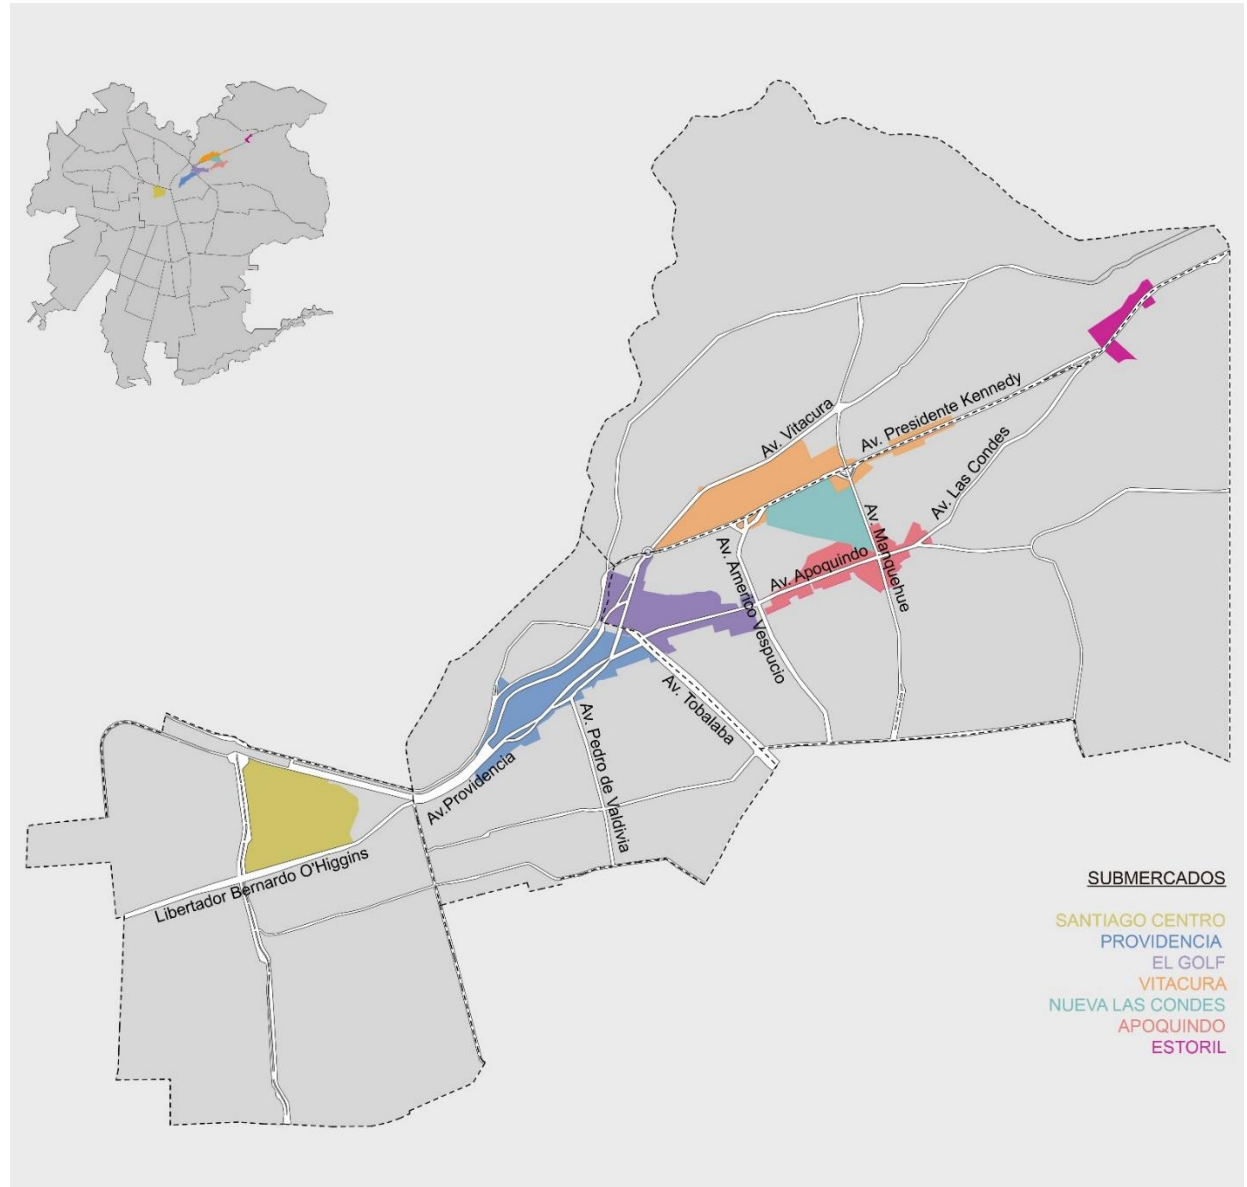 Av. Vitacura
Av. Presidente Kennedy
Av. Las Condes
Av. Manquehue
Av. Apoquindo
Av. Americo Vespucio
Av. Tobalaba
Av. Pedro de Valdivia
Av.Providencia
Libertador Bernardo O'Higgins
SUBMERCADOS
SANTIAGO CENTRO
PROVIDENCIA
EL GOLF
VITACURA
NUEVA LAS CONDES
APOQUINDO
ESTORIL